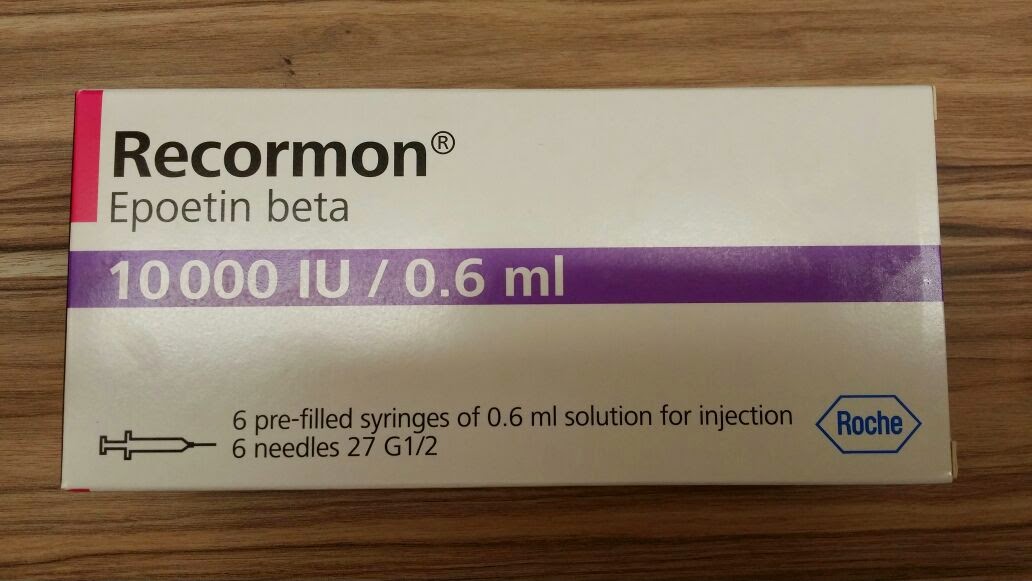 Recormon®
Epoetin beta
10 000 IU / 0.6 ml
6 pre-filled syringes of 0.6 ml solution for injection
6 needles 27 G1/2
Roche